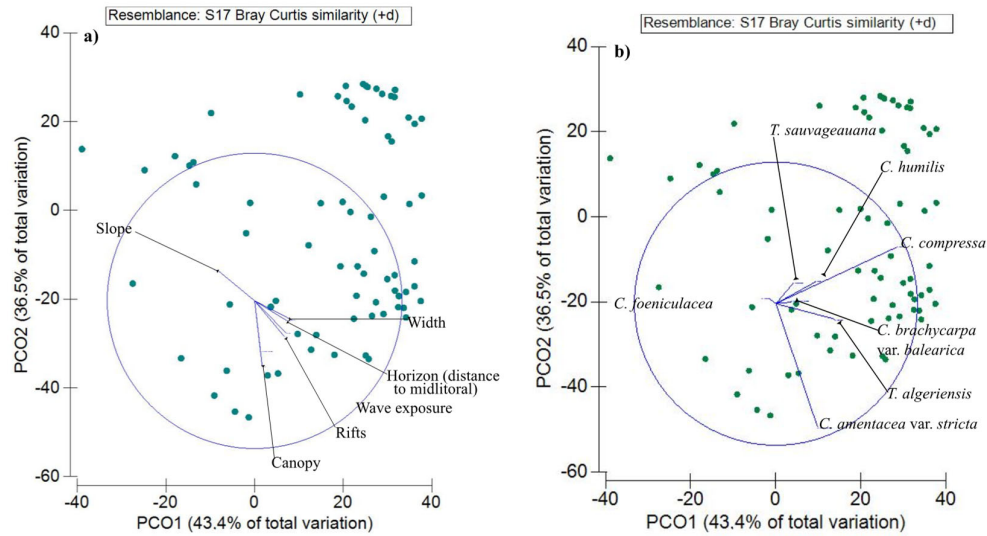 Resemblance: S17 Bray Curtis similarity (+d)
a)
40
20
0
-20
-40
-60
PCO2 (36.5% of total variation)
Slope
Width
Horizon (distance
to midlitoral)
Wave exposure
Rifts
Canopy
-40
-20
0
20
40
PCO1 (43.4% of total variation)
Resemblance: S17 Bray Curtis similarity (+d)
b)
40
20
0
-20
-40
-60
PCO2 (36.5% of total variation)
T. sauvageauana
C. humilis
C. compressa
C. foeniculacea
C. brachycarpa
var. balearica
T. algeriensis
C. amentacea var. stricta
-40
-20
0
20
40
PCO1 (43.4% of total variation)